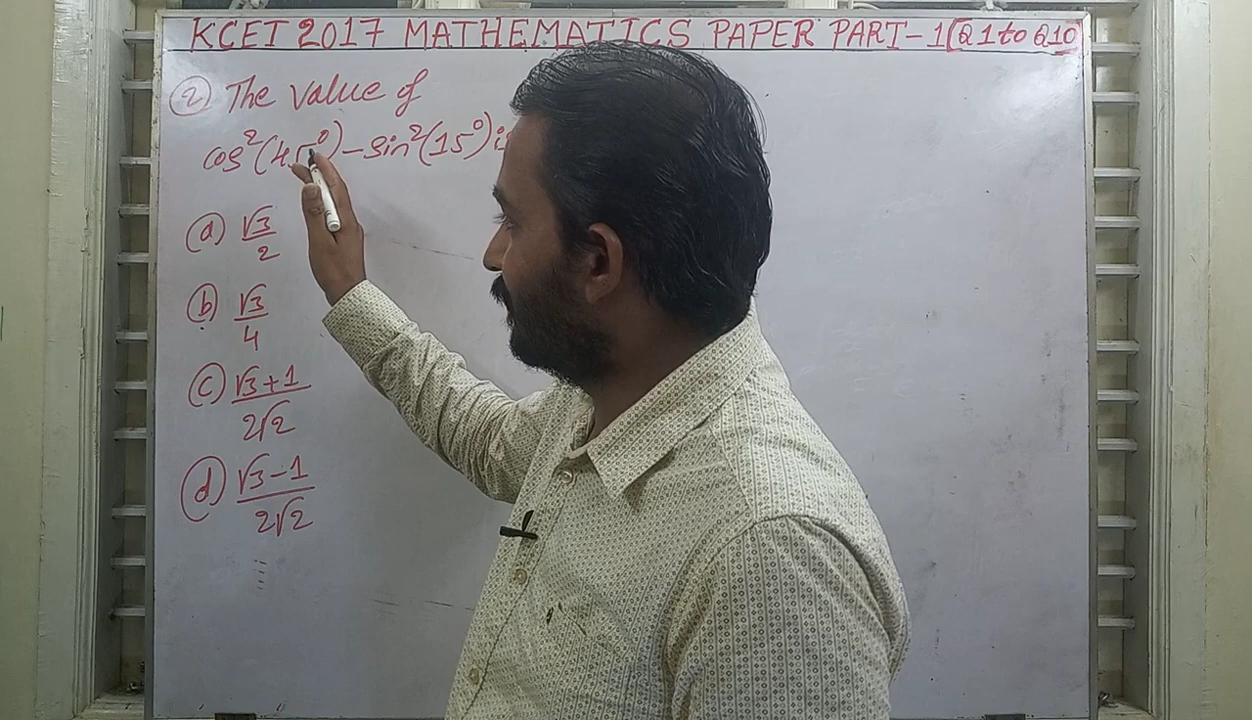 KCET 2017 MATHEMATICS PAPER PART-1[Q1 to Q10
② The value of
cos²(45°)-sin²(15°) is
ⓐ √3/2
ⓑ √3/4
ⓒ √3+1/2√2
ⓓ √3-1/2√2